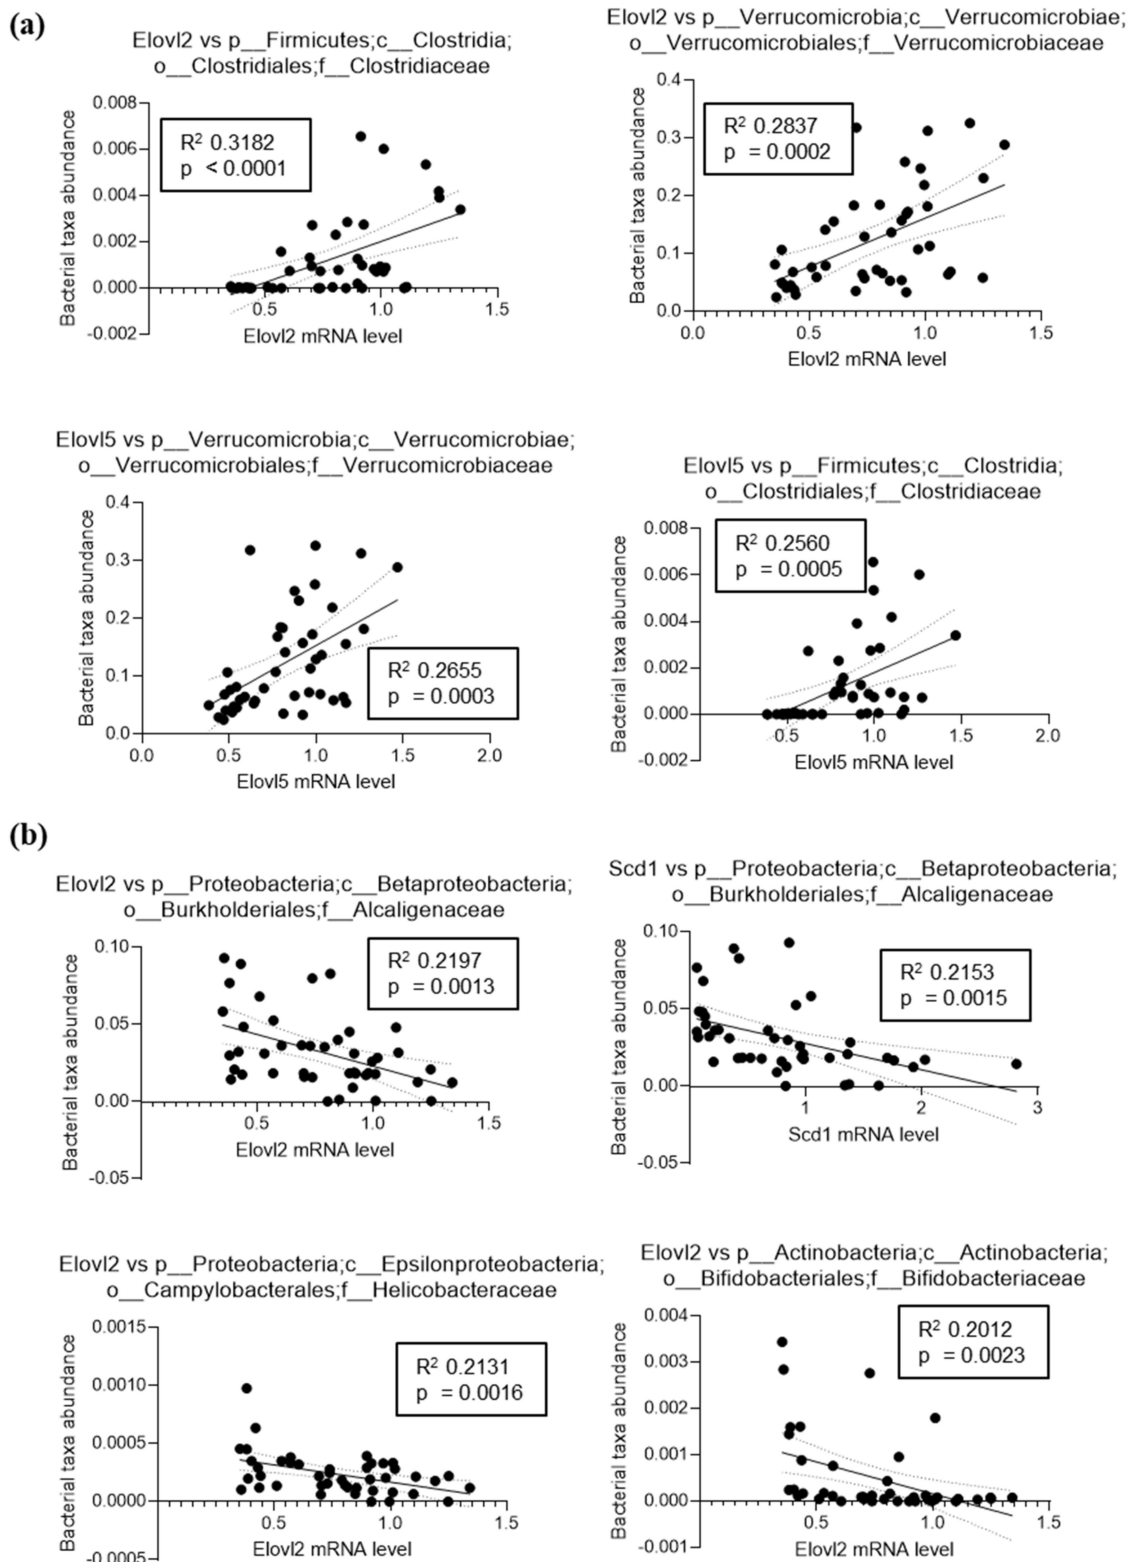 (a)
Elovl2 vs p__Firmicutes;c__Clostridia;
o__Clostridiales;f__Clostridiaceae
R² 0.3182
p < 0.0001
Bacterial taxa abundance
0.008
0.006
0.004
0.002
0.000
-0.002
0.5
1.0
1.5
Elovl2 mRNA level
Elovl2 vs p__Verrucomicrobia;c__Verrucomicrobiae;
o__Verrucomicrobiales;f__Verrucomicrobiaceae
R² 0.2837
p = 0.0002
Bacterial taxa abundance
0.4
0.3
0.2
0.1
0.0
0.0
0.5
1.0
1.5
Elovl2 mRNA level
Elovl5 vs p__Verrucomicrobia;c__Verrucomicrobiae;
o__Verrucomicrobiales;f__Verrucomicrobiaceae
Bacterial taxa abundance
0.4
0.3
0.2
0.1
0.0
R² 0.2655
p = 0.0003
0.0
0.5
1.0
1.5
2.0
Elovl5 mRNA level
Elovl5 vs p__Firmicutes;c__Clostridia;
o__Clostridiales;f__Clostridiaceae
R² 0.2560
p = 0.0005
Bacterial taxa abundance
0.008
0.006
0.004
0.002
0.000
-0.002
0.5
1.0
1.5
2.0
Elovl5 mRNA level
(b)
Elovl2 vs p__Proteobacteria;c__Betaproteobacteria;
o__Burkholderiales;f__Alcaligenaceae
R² 0.2197
p = 0.0013
Bacterial taxa abundance
0.10
0.05
0.00
-0.05
0.5
1.0
1.5
Elovl2 mRNA level
Scd1 vs p__Proteobacteria;c__Betaproteobacteria;
o__Burkholderiales;f__Alcaligenaceae
R² 0.2153
p = 0.0015
Bacterial taxa abundance
0.10
0.05
0.00
-0.05
1
2
3
Scd1 mRNA level
Elovl2 vs p__Proteobacteria;c__Epsilonproteobacteria;
o__Campylobacterales;f__Helicobacteraceae
R² 0.2131
p = 0.0016
Bacterial taxa abundance
0.0015
0.0010
0.0005
0.0000
-0.0005
0.5
1.0
1.5
Elovl2 mRNA level
Elovl2 vs p__Actinobacteria;c__Actinobacteria;
o__Bifidobacteriales;f__Bifidobacteriaceae
R² 0.2012
p = 0.0023
Bacterial taxa abundance
0.004
0.003
0.002
0.001
0.000
-0.001
0.5
1.0
1.5
Elovl2 mRNA level